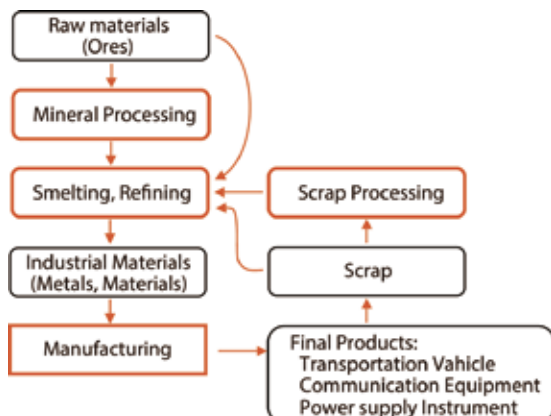 Raw materials
(Ores)
Mineral Processing
Smelting, Refining
Scrap Processing
Industrial Materials
(Metals, Materials)
Scrap
Manufacturing
Final Products:
Transportation Vahicle
Communication Equipment
Power supply Instrument